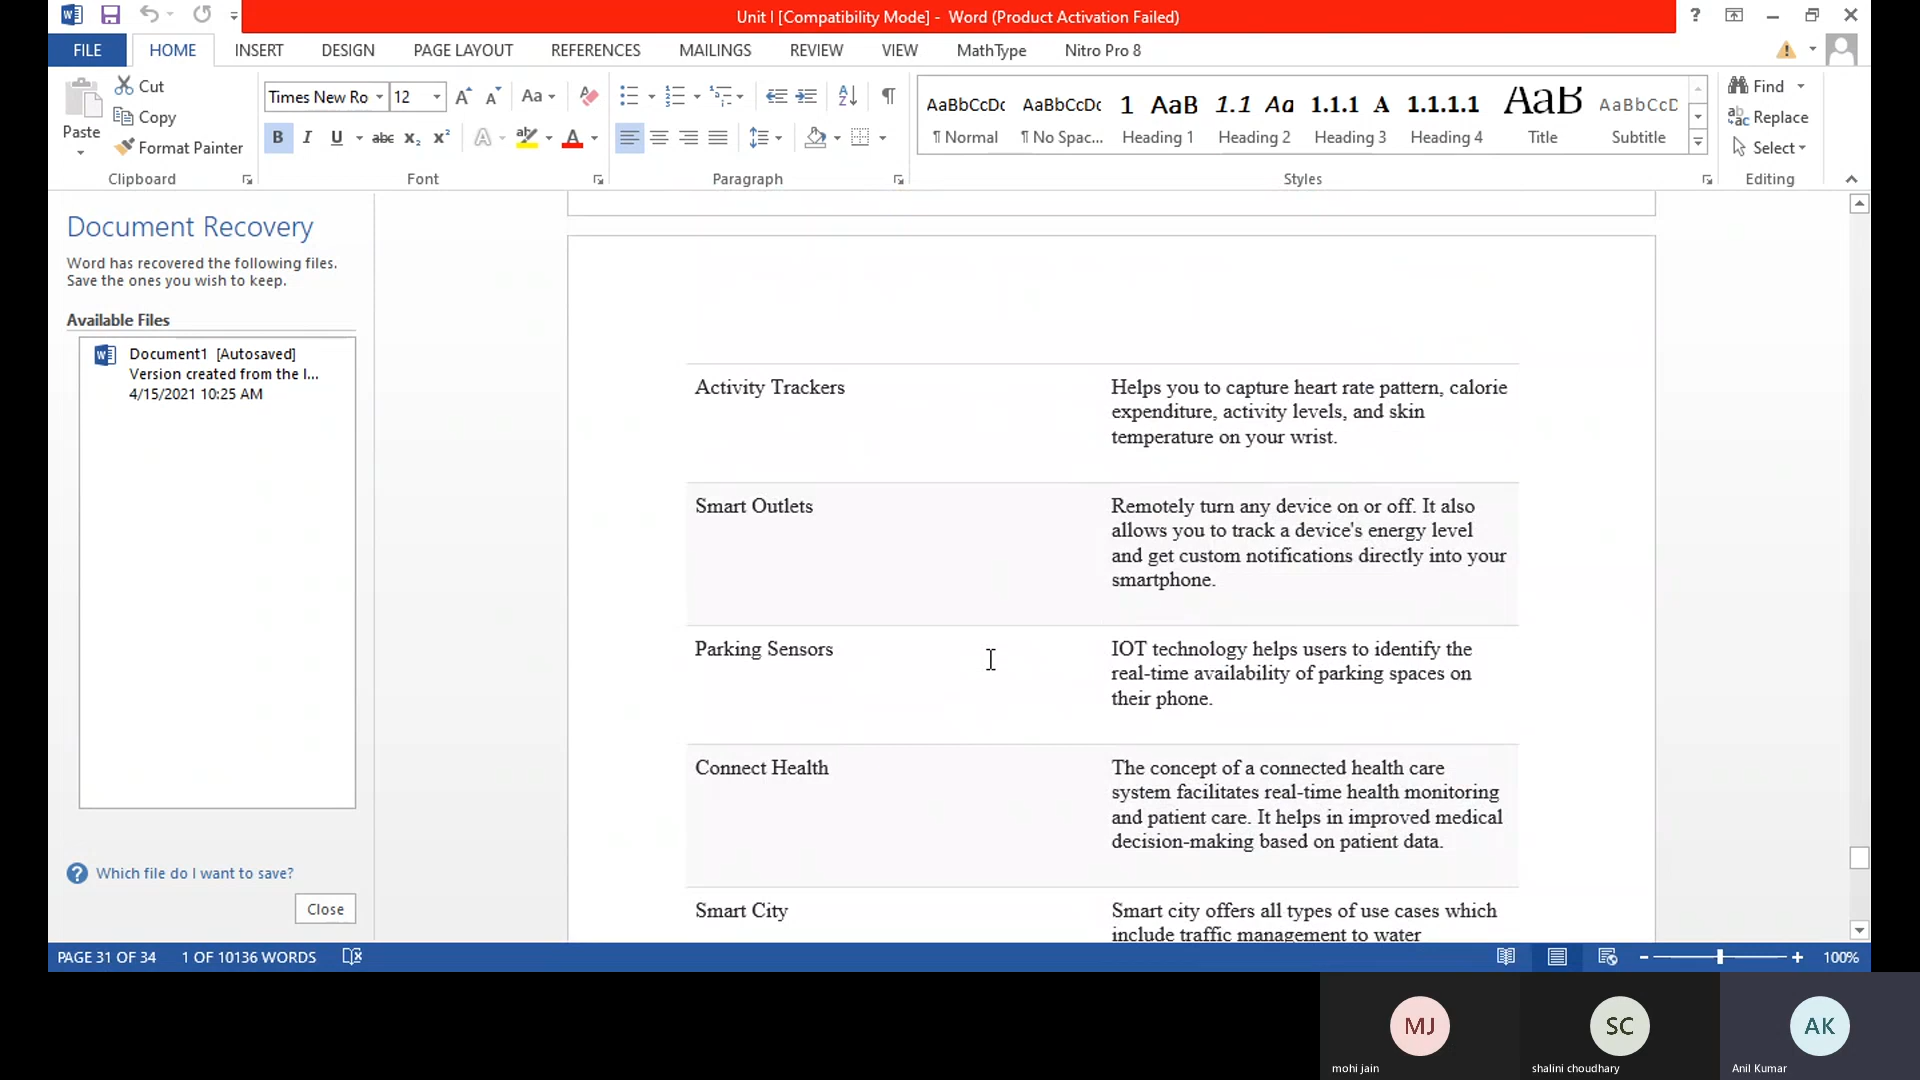 Unit I [Compatibility Mode] - Word (Product Activation Failed)
?
FILE HOME INSERT DESIGN PAGE LAYOUT REFERENCES MAILINGS REVIEW VIEW MathType Nitro Pro 8
Paste
Cut
Copy
Format Painter
Clipboard
Times New Ro 12
Aa
B I U abc X₂ X² A A
Font
Paragraph
AaBbCcDc AaBbCcDc 1 AaB 1.1 Aa 1.1.1 A 1.1.1.1 AaB AaBbCcD
¶ Normal ¶ No Spac... Heading 1 Heading 2 Heading 3 Heading 4 Title Subtitle
Styles
Find
Replace
Select
Editing
Document Recovery
Word has recovered the following files.
Save the ones you wish to keep.
Available Files
Document1 [Autosaved]
Version created from the l...
4/15/2021 10:25 AM
Which file do I want to save?
Close
Activity Trackers
Helps you to capture heart rate pattern, calorie
expenditure, activity levels, and skin
temperature on your wrist.
Smart Outlets
Remotely turn any device on or off. It also
allows you to track a device's energy level
and get custom notifications directly into your
smartphone.
Parking Sensors
IOT technology helps users to identify the
real-time availability of parking spaces on
their phone.
Connect Health
The concept of a connected health care
system facilitates real-time health monitoring
and patient care. It helps in improved medical
decision-making based on patient data.
Smart City
Smart city offers all types of use cases which
include traffic management to water
PAGE 31 OF 34 1 OF 10136 WORDS
100%
MJ
mohi jain
SC
shalini choudhary
AK
Anil Kumar